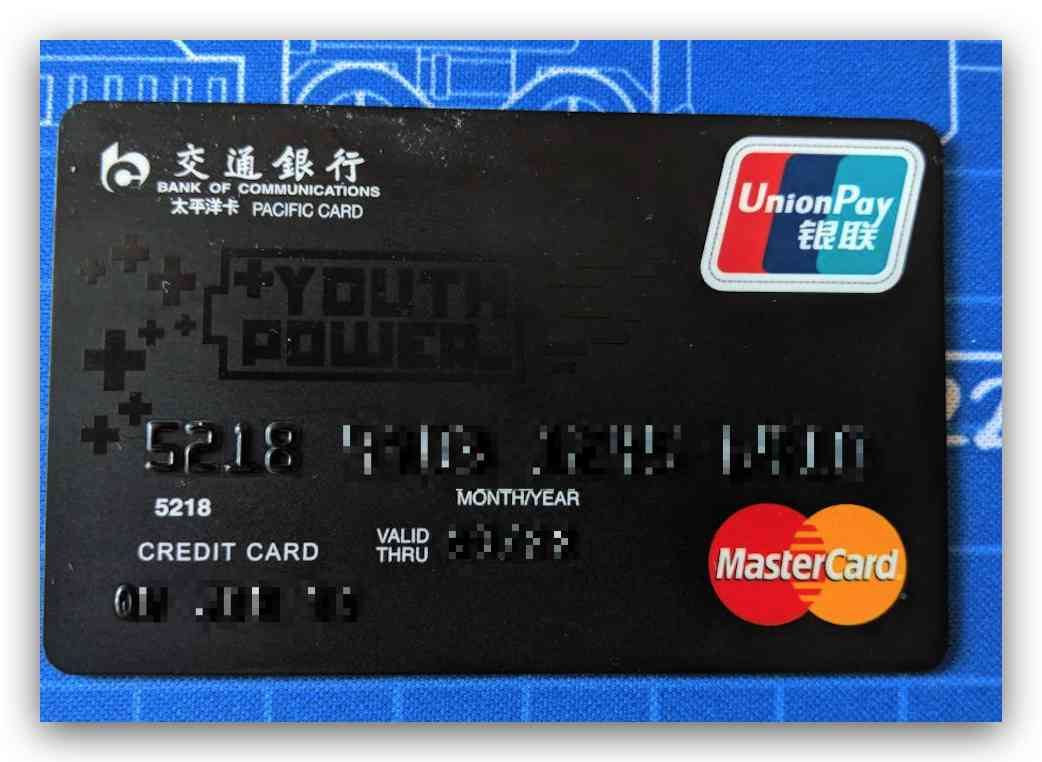 交通銀行
BANK OF COMMUNICATIONS
太平洋卡 PACIFIC CARD
UnionPay
银联
YOUTH
POWER
5218
MONTH/YEAR
5218
VALID
THRU
CREDIT CARD
MasterCard